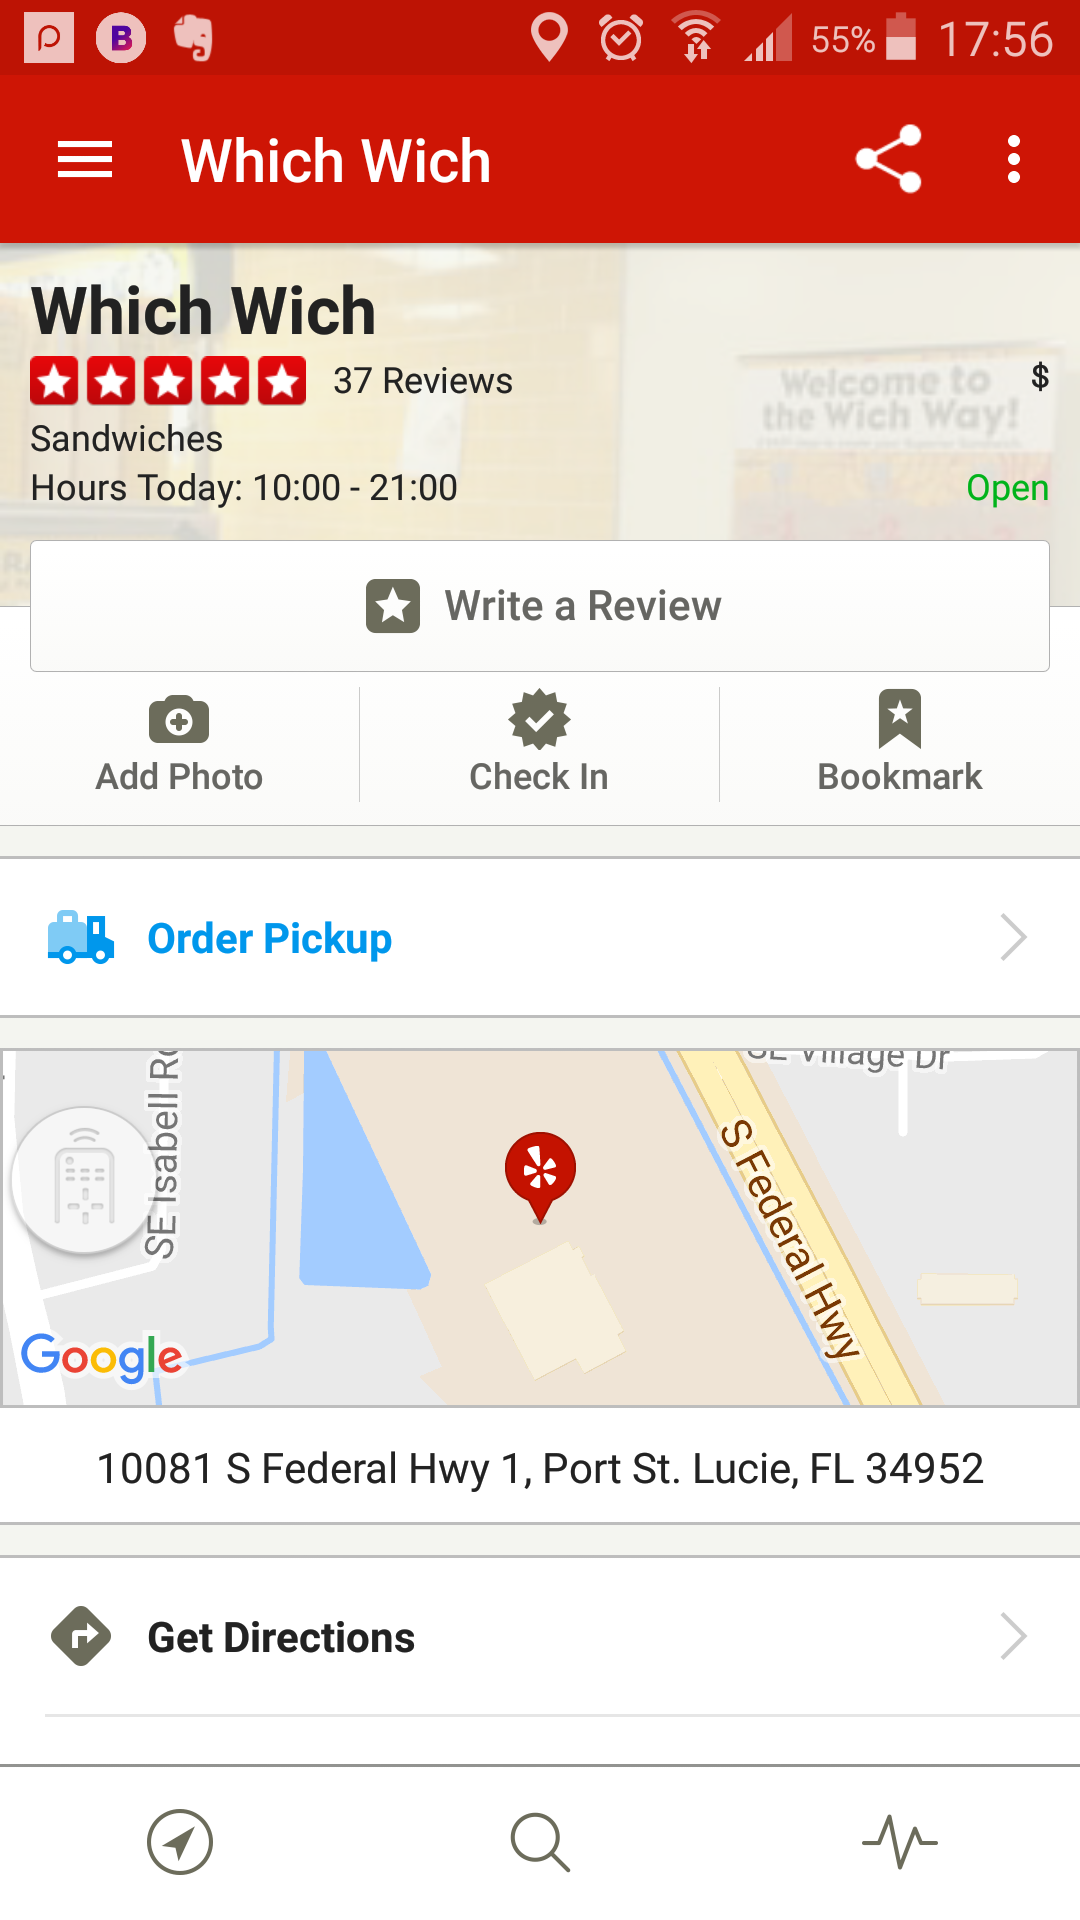 55% 17:56
Which Wich
Which Wich
37 Reviews
$
Sandwiches
Hours Today: 10:00 - 21:00
Open
Welcome to
the Wich Way!
Write a Review
Add Photo
Check In
Bookmark
Order Pickup
SE Village Dr
SE Isabell
S Federal Hwy
Google
10081 S Federal Hwy 1, Port St. Lucie, FL 34952
Get Directions